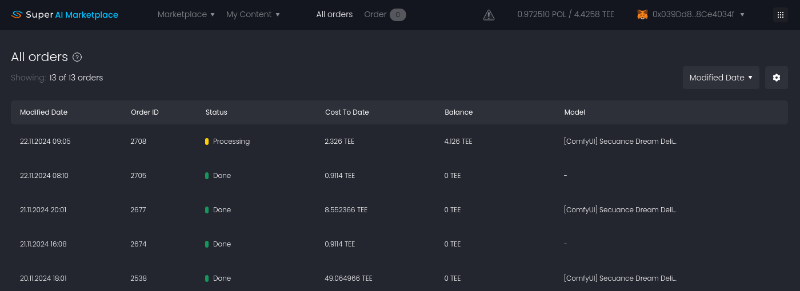 Super AI Marketplace Marketplace My Content All orders Order 0 0.972510 POL / 4.4258 TEE 0x039Dd8...8Ce4034f
All orders
Showing: 13 of 13 orders
Modified Date
Modified Date Order ID Status Cost To Date Balance Model
22.11.2024 09:05 2708 Processing 2.326 TEE 4.126 TEE [ComfyUI] Secuance Dream Deli...
22.11.2024 08:10 2705 Done 0.9114 TEE 0 TEE -
21.11.2024 20:01 2677 Done 8.552366 TEE 0 TEE [ComfyUI] Secuance Dream Deli...
21.11.2024 16:08 2674 Done 0.9114 TEE 0 TEE -
20.11.2024 18:01 2538 Done 49.064966 TEE 0 TEE [ComfyUI] Secuance Dream Deli...